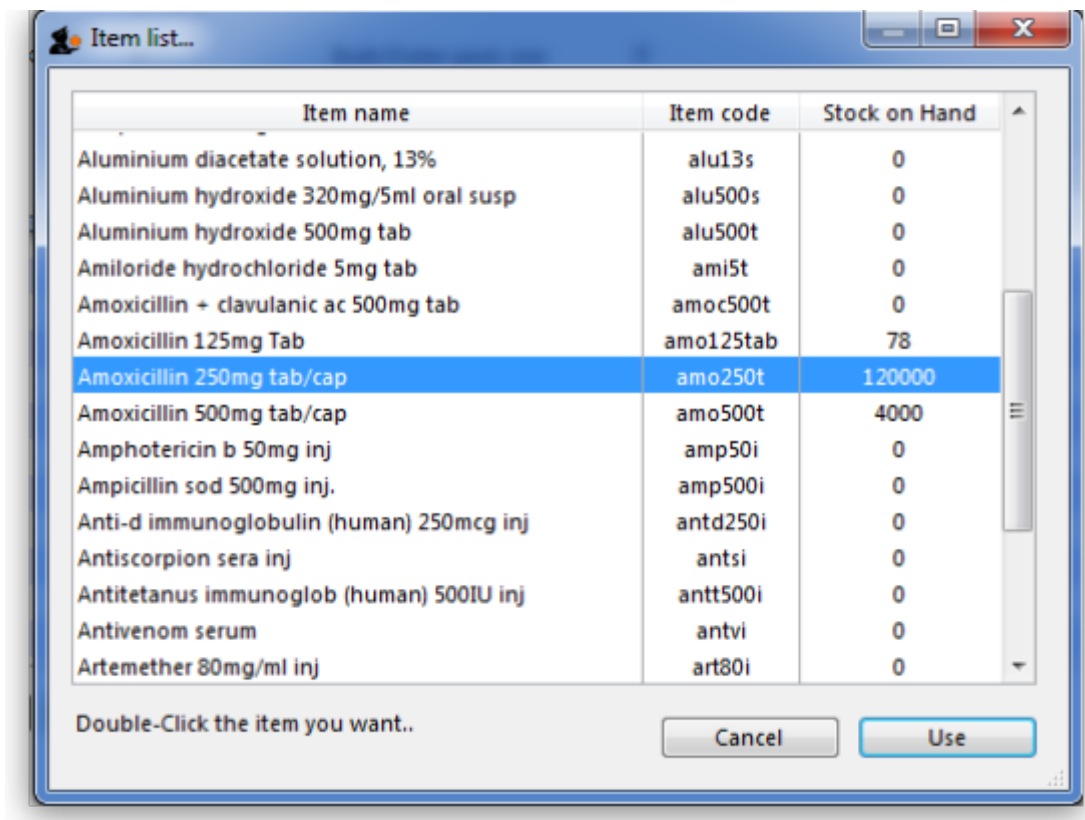 Item list...
Item name Item code Stock on Hand
Aluminium diacetate solution, 13% alu13s 0
Aluminium hydroxide 320mg/5ml oral susp alu500s 0
Aluminium hydroxide 500mg tab alu500t 0
Amiloride hydrochloride 5mg tab ami5t 0
Amoxicillin + clavulanic ac 500mg tab amoc500t 0
Amoxicillin 125mg Tab amo125tab 78
Amoxicillin 250mg tab/cap amo250t 120000
Amoxicillin 500mg tab/cap amo500t 4000
Amphotericin b 50mg inj amp50i 0
Ampicillin sod 500mg inj. amp500i 0
Anti-d immunoglobulin (human) 250mcg inj antd250i 0
Antiscorpion sera inj antsi 0
Antitetanus immunoglob (human) 500IU inj antt500i 0
Antivenom serum antvi 0
Artemether 80mg/ml inj art80i 0
Double-Click the item you want..
Cancel Use